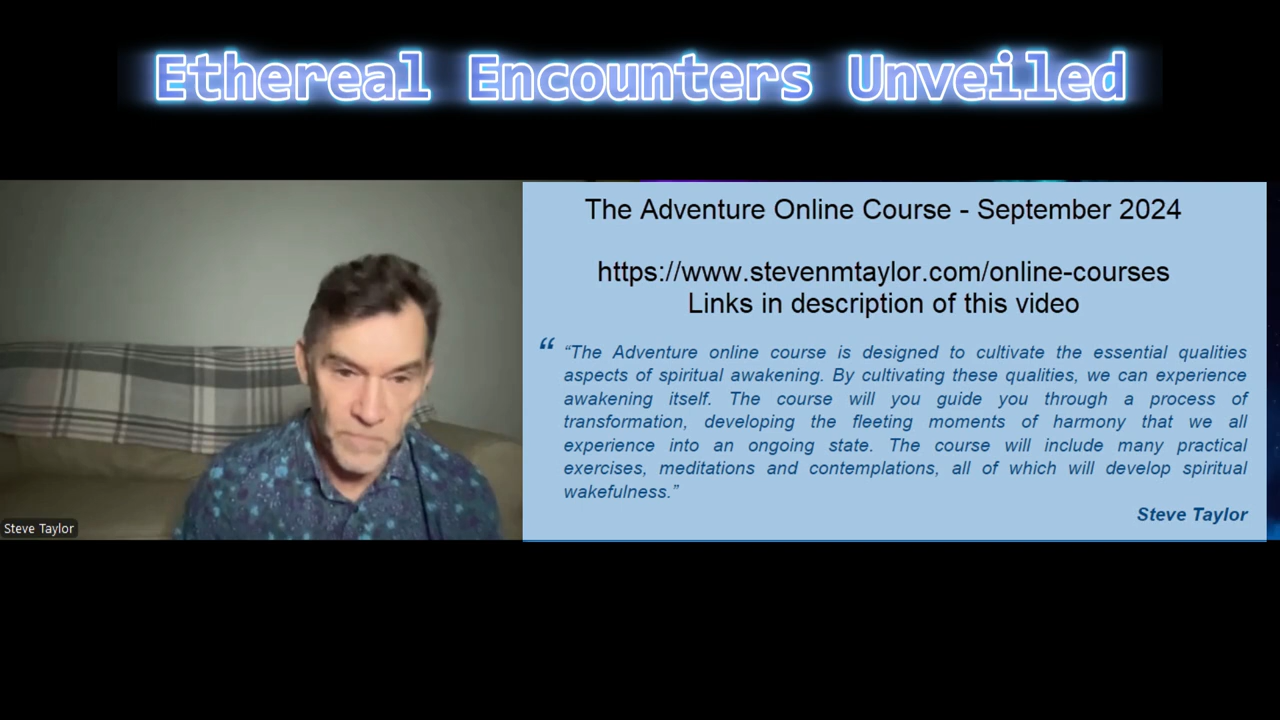 Ethereal Encounters Unveiled
The Adventure Online Course - September 2024
https://www.stevenmtaylor.com/online-courses
Links in description of this video
“ “The Adventure online course is designed to cultivate the essential qualities
aspects of spiritual awakening. By cultivating these qualities, we can experience
awakening itself. The course will you guide you through a process of
transformation, developing the fleeting moments of harmony that we all
experience into an ongoing state. The course will include many practical
exercises, meditations and contemplations, all of which will develop spiritual
wakefulness.”
Steve Taylor
Steve Taylor